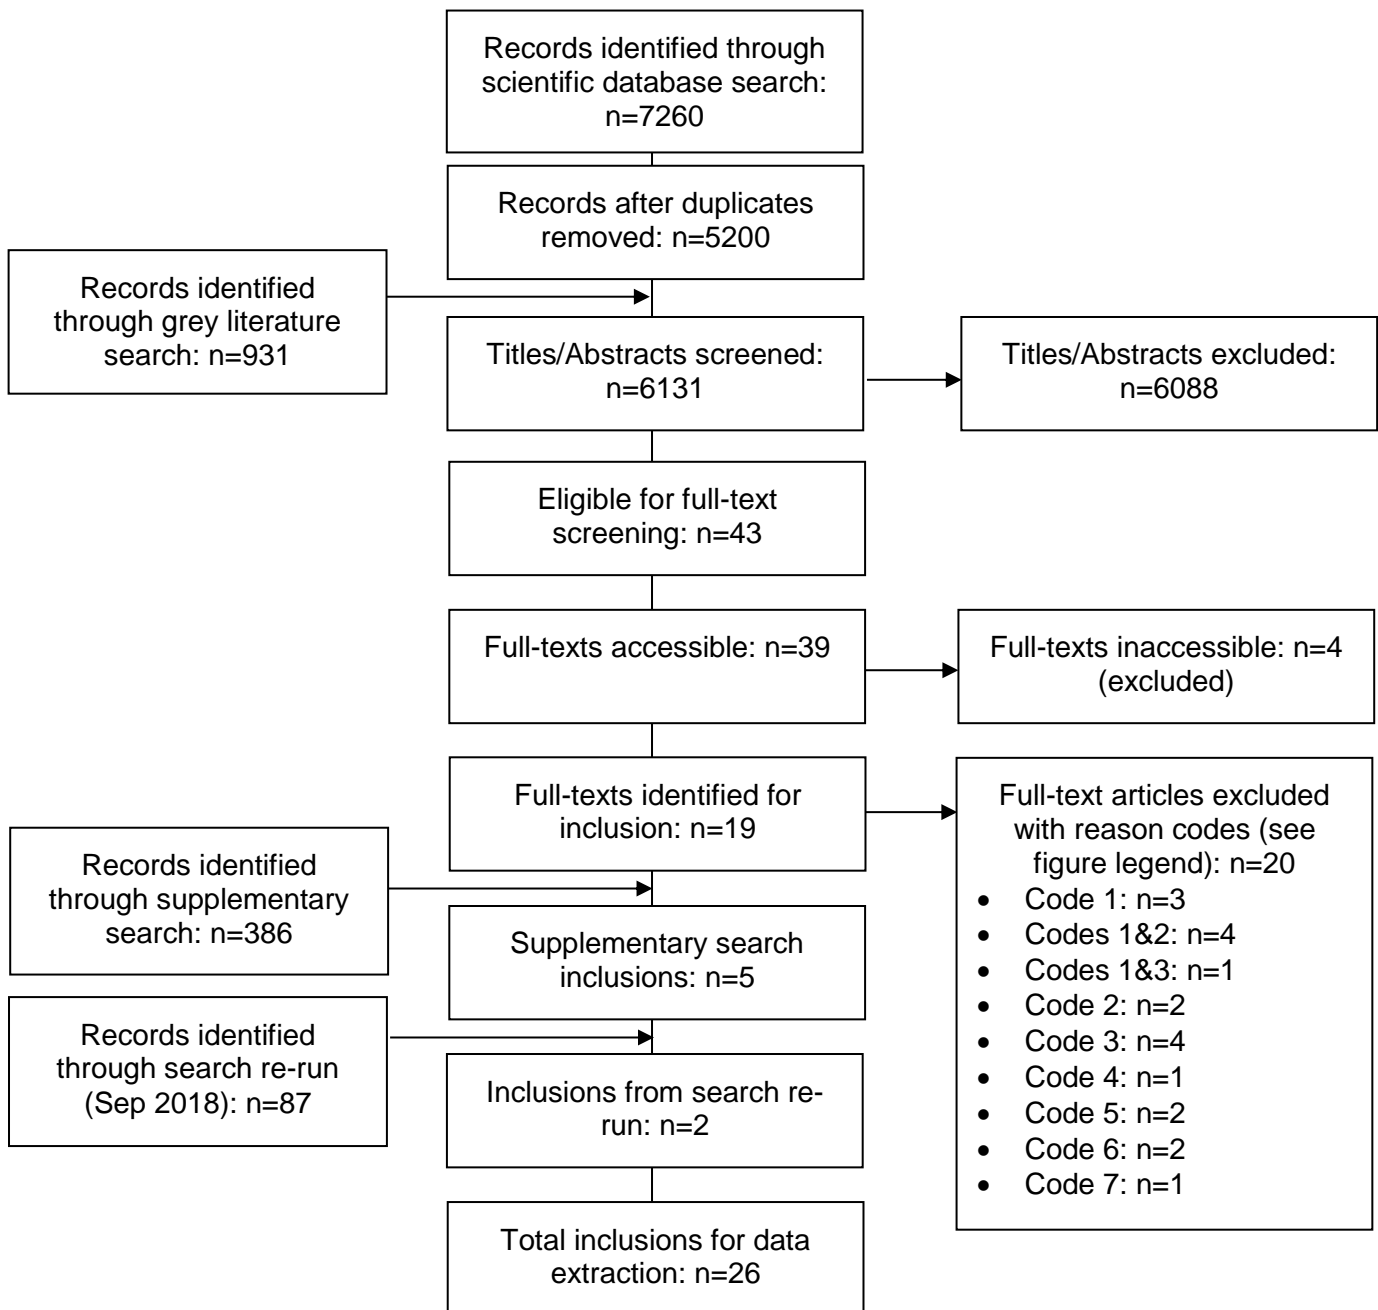 Records identified through
scientific database search:
n=7260
Records after duplicates
removed: n=5200
Records identified
through grey literature
search: n=931
Titles/Abstracts screened:
n=6131
Titles/Abstracts excluded:
n=6088
Eligible for full-text
screening: n=43
Full-texts accessible: n=39
Full-texts inaccessible: n=4
(excluded)
Full-texts identified for
inclusion: n=19
Full-text articles excluded
with reason codes (see
figure legend): n=20
• Code 1: n=3
• Codes 1&2: n=4
• Codes 1&3: n=1
• Code 2: n=2
• Code 3: n=4
• Code 4: n=1
• Code 5: n=2
• Code 6: n=2
• Code 7: n=1
Records identified
through supplementary
search: n=386
Supplementary search
inclusions: n=5
Records identified
through search re-run
(Sep 2018): n=87
Inclusions from search re-
run: n=2
Total inclusions for data
extraction: n=26